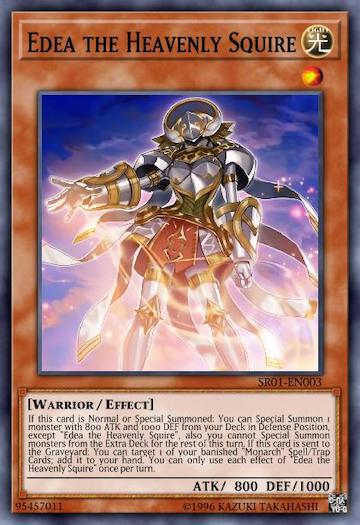 Edea the Heavenly Squire
LIGHT
光
SR01-EN003
[Warrior / Effect]
If this card is Normal or Special Summoned: You can Special Summon 1
monster with 800 ATK and 1000 DEF from your Deck in Defense Position,
except "Edea the Heavenly Squire", also you cannot Special Summon
monsters from the Extra Deck for the rest of this turn. If this card is sent to
the Graveyard: You can target 1 of your banished "Monarch" Spell/Trap
Cards; add it to your hand. You can only use each effect of "Edea the
Heavenly Squire" once per turn.
ATK/ 800 DEF/1000
95457011
©1996 KAZUKI TAKAHASHI